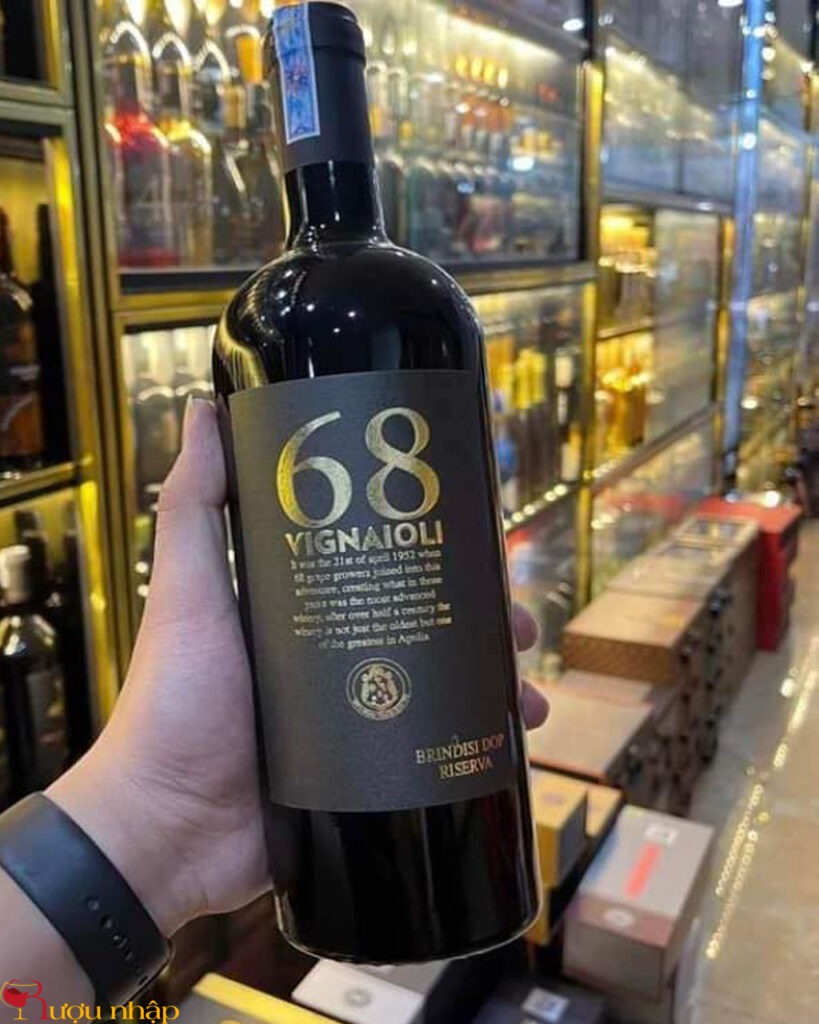 68
VIGNAIOLI
It was the 21st of april 1952 when
68 grape growers joined into this
adventure, creating what in those
years was the most advenced
winery, after over half a century the
winery is not just the oldest but one
of the greatest in Apulia
BRINDISI DOP
RISERVA
Rượu nhập